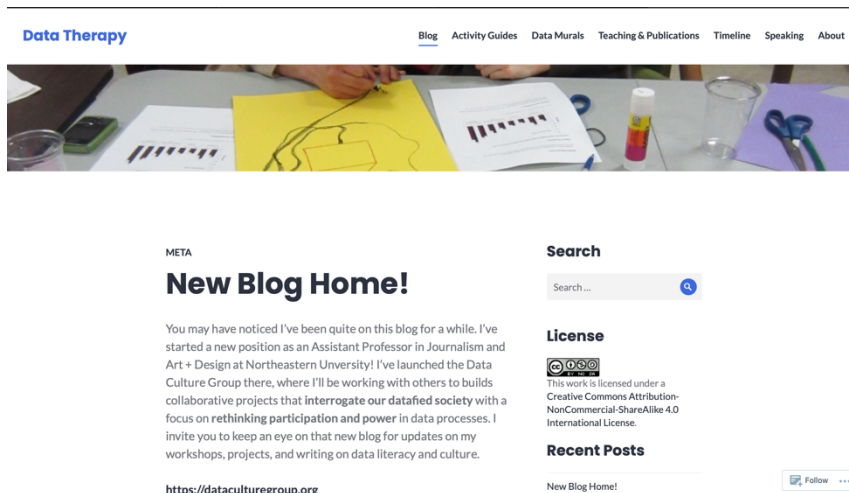 Data Therapy
Blog Activity Guides Data Murals Teaching & Publications Timeline Speaking About
META
New Blog Home!
You may have noticed I've been quite on this blog for a while. I've
started a new position as an Assistant Professor in Journalism and
Art + Design at Northeastern Unversity! I've launched the Data
Culture Group there, where I'll be working with others to builds
collaborative projects that interrogate our datafied society with a
focus on rethinking participation and power in data processes. I
invite you to keep an eye on that new blog for updates on my
workshops, projects, and writing on data literacy and culture.
https://dataculturegroup.org
Search
Search ...
License
BY NC SA
This work is licensed under a
Creative Commons Attribution-
NonCommercial-ShareAlike 4.0
International License.
Recent Posts
New Blog Home!
Follow